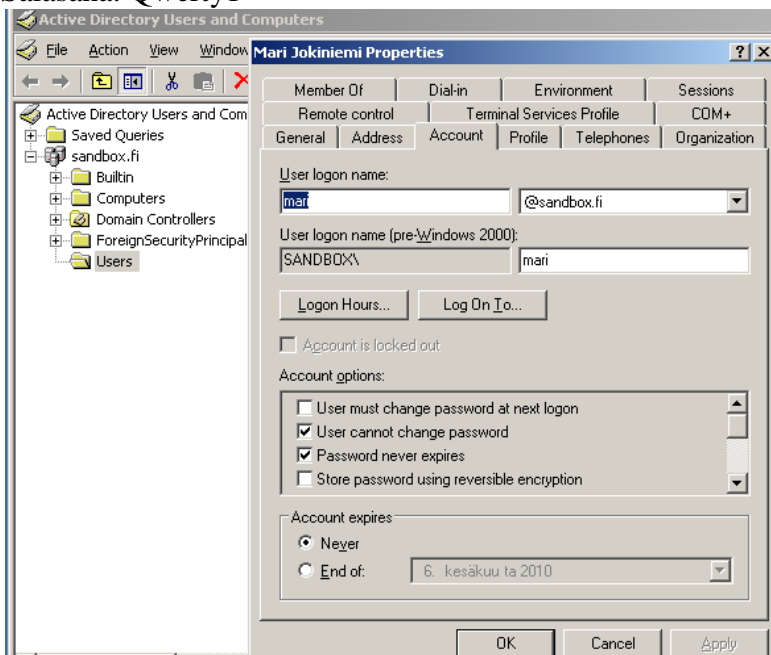 Salasana: Qwerty1
Active Directory Users and Computers
File Action View Window
Mari Jokiniemi Properties
Active Directory Users and Com
Saved Queries
sandbox.fi
Builtin
Computers
Domain Controllers
ForeignSecurityPrincipal
Users
Member Of Dial-in Environment Sessions
Remote control Terminal Services Profile COM+
General Address Account Profile Telephones Organization
User logon name:
mari @sandbox.fi
User logon name (pre-Windows 2000):
SANDBOX\ mari
Logon Hours... Log On To...
Account is locked out
Account options:
User must change password at next logon
User cannot change password
Password never expires
Store password using reversible encryption
Account expires
Never
End of: 6. kesäkuu ta 2010
OK Cancel Apply